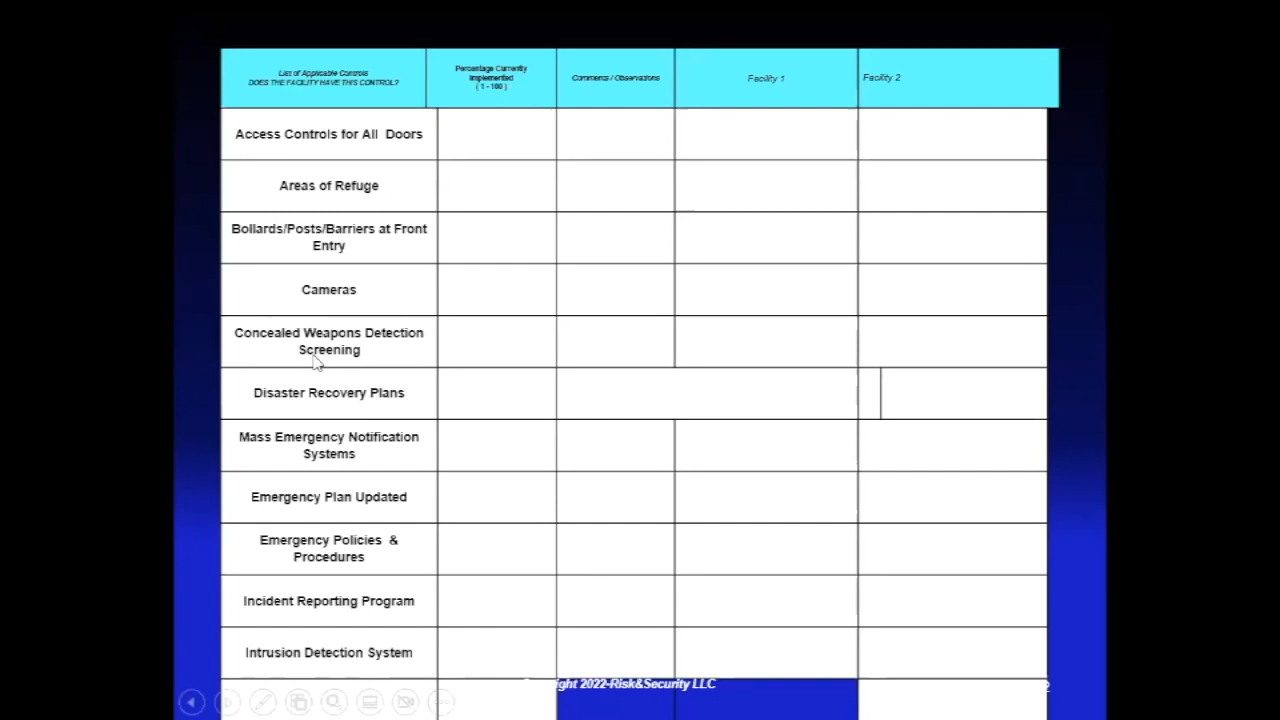 List of Applicable Controls
DOES THE FACILITY HAVE THIS CONTROL?
Percentage Currently
Implemented
( 1 - 100 )
Comments / Observations
Facility 1
Facility 2
Access Controls for All Doors
Areas of Refuge
Bollards/Posts/Barriers at Front
Entry
Cameras
Concealed Weapons Detection
Screening
Disaster Recovery Plans
Mass Emergency Notification
Systems
Emergency Plan Updated
Emergency Policies &
Procedures
Incident Reporting Program
Intrusion Detection System
2022-Risk&Security LLC